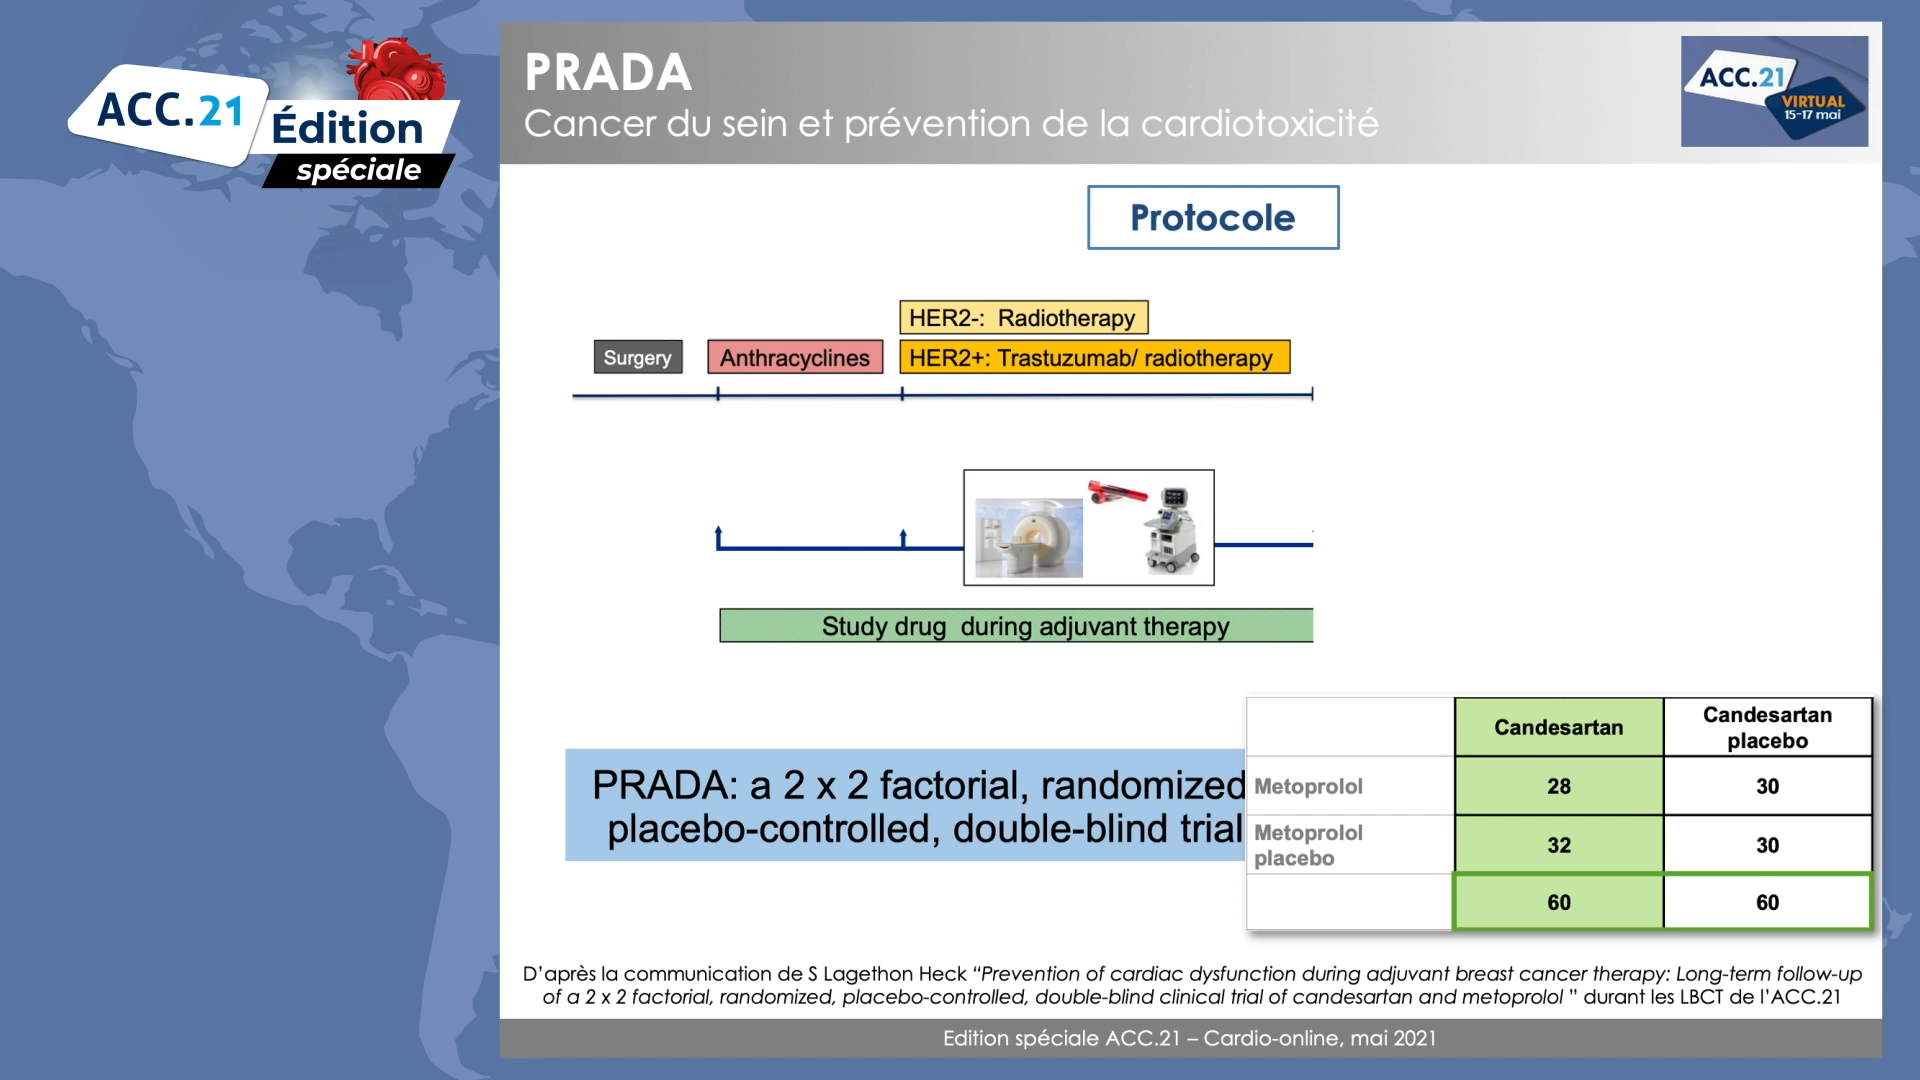 ACC.21
Édition
spéciale
PRADA
Cancer du sein et prévention de la cardiotoxicité
ACC.21
VIRTUAL
15-17 mai
Protocole
HER2-: Radiotherapy
Surgery
Anthracyclines
HER2+: Trastuzumab/ radiotherapy
Study drug during adjuvant therapy
PRADA: a 2 x 2 factorial, randomized
placebo-controlled, double-blind trial
Candesartan
Candesartan
placebo
Metoprolol
28
30
Metoprolol
placebo
32
30
60
60
D'après la communication de S Lagethon Heck “Prevention of cardiac dysfunction during adjuvant breast cancer therapy: Long-term follow-up
of a 2 x 2 factorial, randomized, placebo-controlled, double-blind clinical trial of candesartan and metoprolol ” durant les LBCT de l'ACC.21
Edition spéciale ACC.21 – Cardio-online, mai 2021